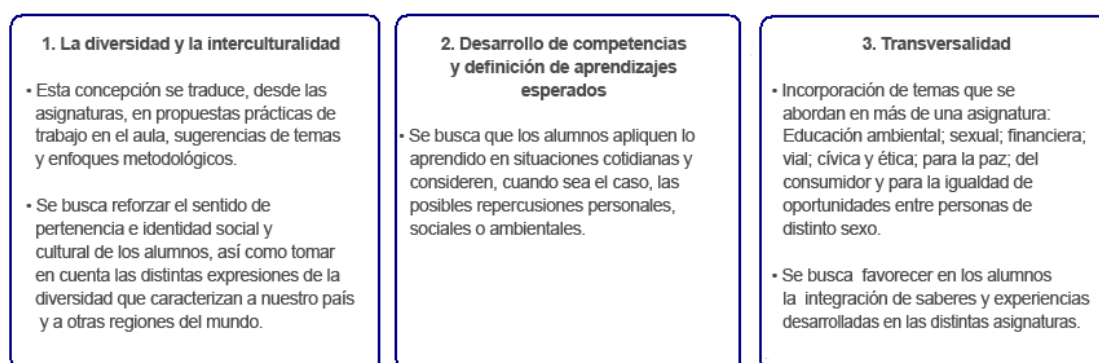 1. La diversidad y la interculturalidad
• Esta concepción se traduce, desde las
asignaturas, en propuestas prácticas de
trabajo en el aula, sugerencias de temas
y enfoques metodológicos.
• Se busca reforzar el sentido de
pertenencia e identidad social y
cultural de los alumnos, así como tomar
en cuenta las distintas expresiones de la
diversidad que caracterizan a nuestro país
y a otras regiones del mundo.
2. Desarrollo de competencias
y definición de aprendizajes
esperados
• Se busca que los alumnos apliquen lo
aprendido en situaciones cotidianas y
consideren, cuando sea el caso, las
posibles repercusiones personales,
sociales o ambientales.
3. Transversalidad
• Incorporación de temas que se
abordan en más de una asignatura:
Educación ambiental; sexual; financiera;
vial; cívica y ética; para la paz; del
consumidor y para la igualdad de
oportunidades entre personas de
distinto sexo.
• Se busca favorecer en los alumnos
la integración de saberes y experiencias
desarrolladas en las distintas asignaturas.